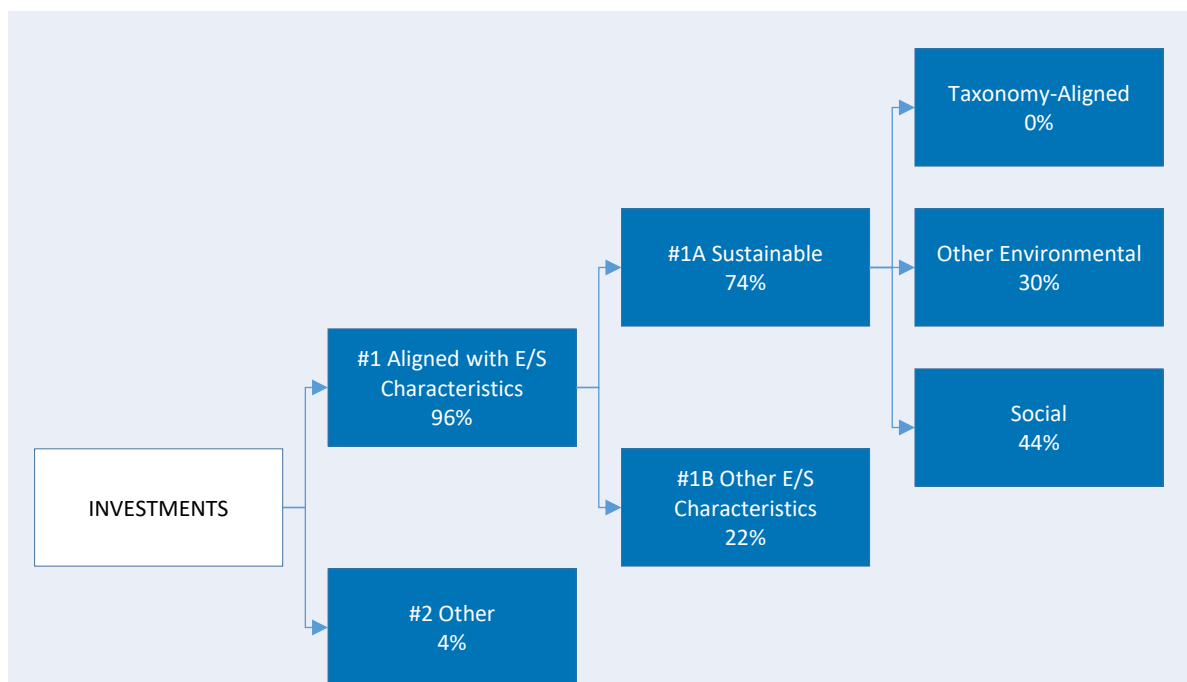 Taxonomy-Aligned
0%
#1A Sustainable
74%
Other Environmental
30%
#1 Aligned with E/S
Characteristics
96%
Social
44%
INVESTMENTS
#1B Other E/S
Characteristics
22%
#2 Other
4%